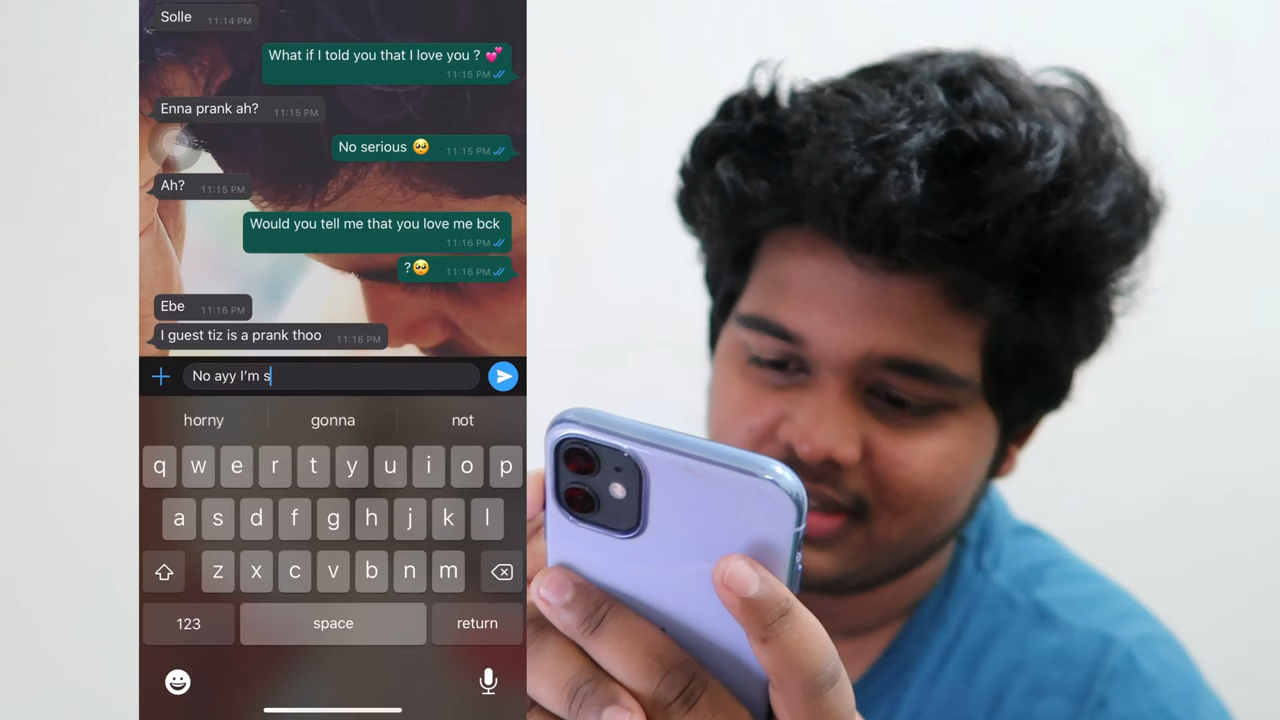 Solle 11:14 PM
What if I told you that I love you ? 💕
11:15 PM
Enna prank ah? 11:15 PM
No serious 🥺 11:15 PM
Ah? 11:15 PM
Would you tell me that you love me bck
11:16 PM
?🥺 11:16 PM
Ebe 11:16 PM
I guest tiz is a prank thoo 11:16 PM
No ayy I'm s
horny gonna not
q w e r t y u i o p
a s d f g h j k l
z x c v b n m
123 space return